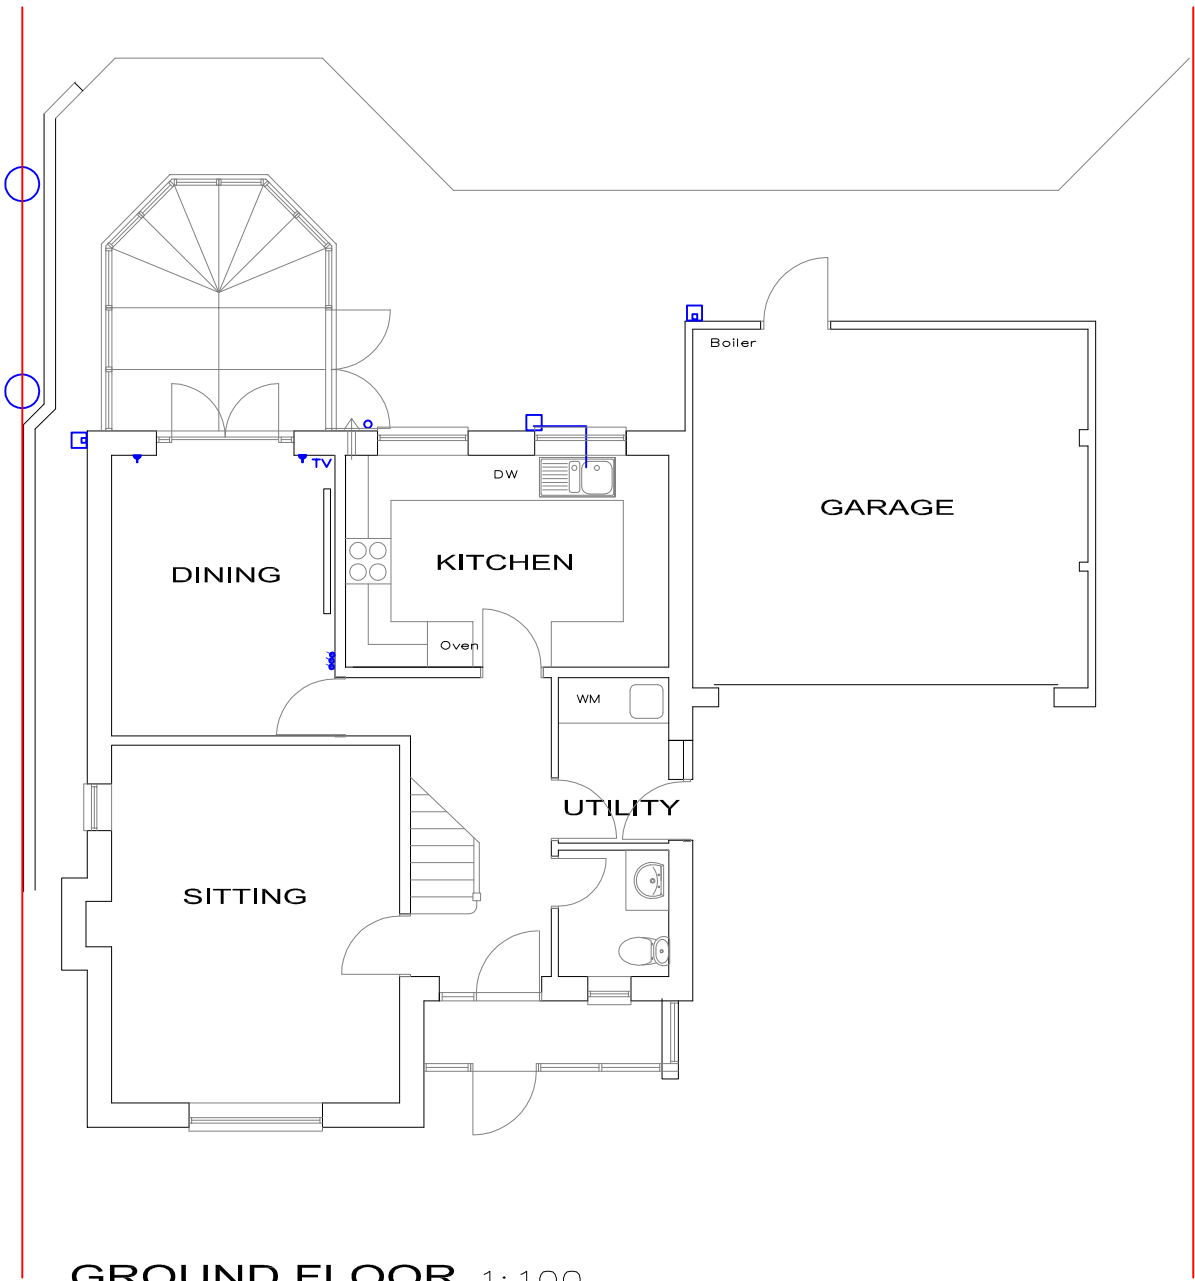 Boiler
TV
DW
GARAGE
KITCHEN
DINING
Oven
WM
UTILITY
SITTING
GROUND FLOOR 1:100